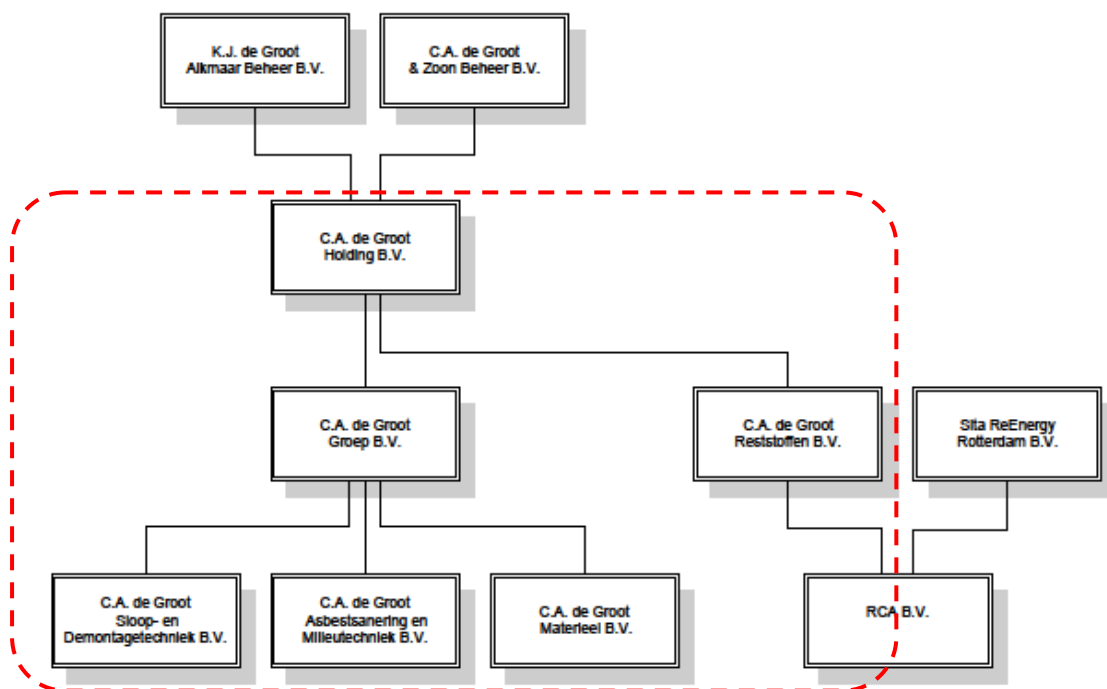 K.J. de Groot
Alkmaar Beheer B.V.
C.A. de Groot
& Zoon Beheer B.V.
C.A. de Groot
Holding B.V.
C.A. de Groot
Groep B.V.
C.A. de Groot
Reststoffen B.V.
Sita ReEnergy
Rotterdam B.V.
C.A. de Groot
Sloop- en
Demontagetechniek B.V.
C.A. de Groot
Asbestsanering en
Milieutechniek B.V.
C.A. de Groot
Materieel B.V.
RCA B.V.